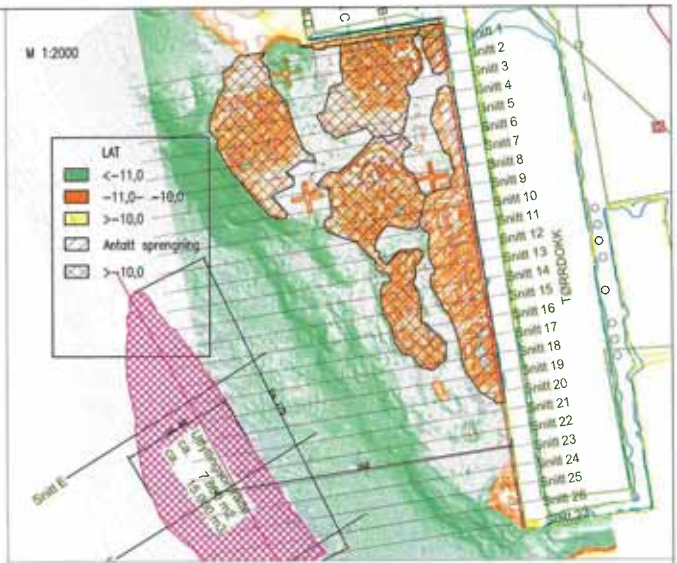 M 1:2000
C
B
LAT
<-11,0
-11,0- -10,0
>-10,0
Antatt sprengning
>-10,0
Snitt 1
Snitt 2
Snitt 3
Snitt 4
Snitt 5
Snitt 6
Snitt 7
Snitt 8
Snitt 9
Snitt 10
Snitt 11
Snitt 12
Snitt 13
Snitt 14
Snitt 15
Snitt 16
Snitt 17
Snitt 18
Snitt 19
Snitt 20
Snitt 21
Snitt 22
Snitt 23
Snitt 24
Snitt 25
Snitt 26
TØRRDOKK
Snitt E